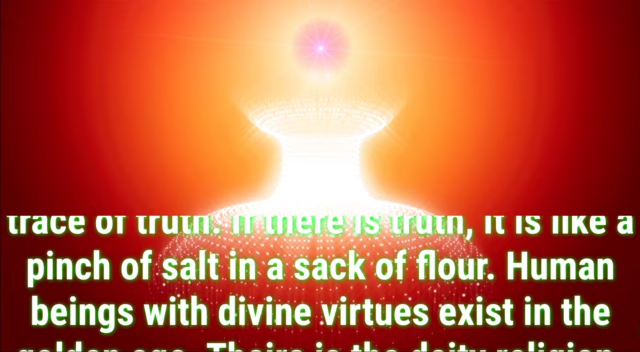 trace of truth. If there is truth, it is like a
pinch of salt in a sack of flour. Human
beings with divine virtues exist in the
golden age. Theirs is the deity religion.